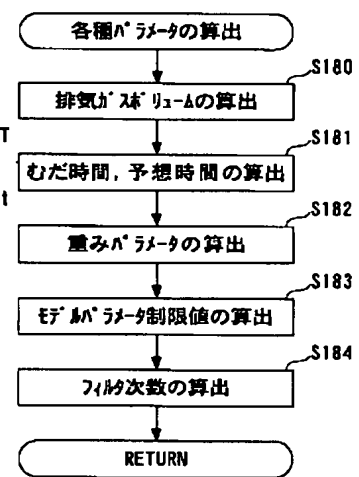 各種ﾊﾟﾗﾒｰﾀの算出
S180
排気ｶﾞｽﾎﾞﾘｭｰﾑの算出
T
S181
むだ時間，予想時間の算出
t
S182
重みﾊﾟﾗﾒｰﾀの算出
S183
ﾓﾃﾞﾙﾊﾟﾗﾒｰﾀ制限値の算出
S184
ﾌｨﾙﾀ次数の算出
RETURN